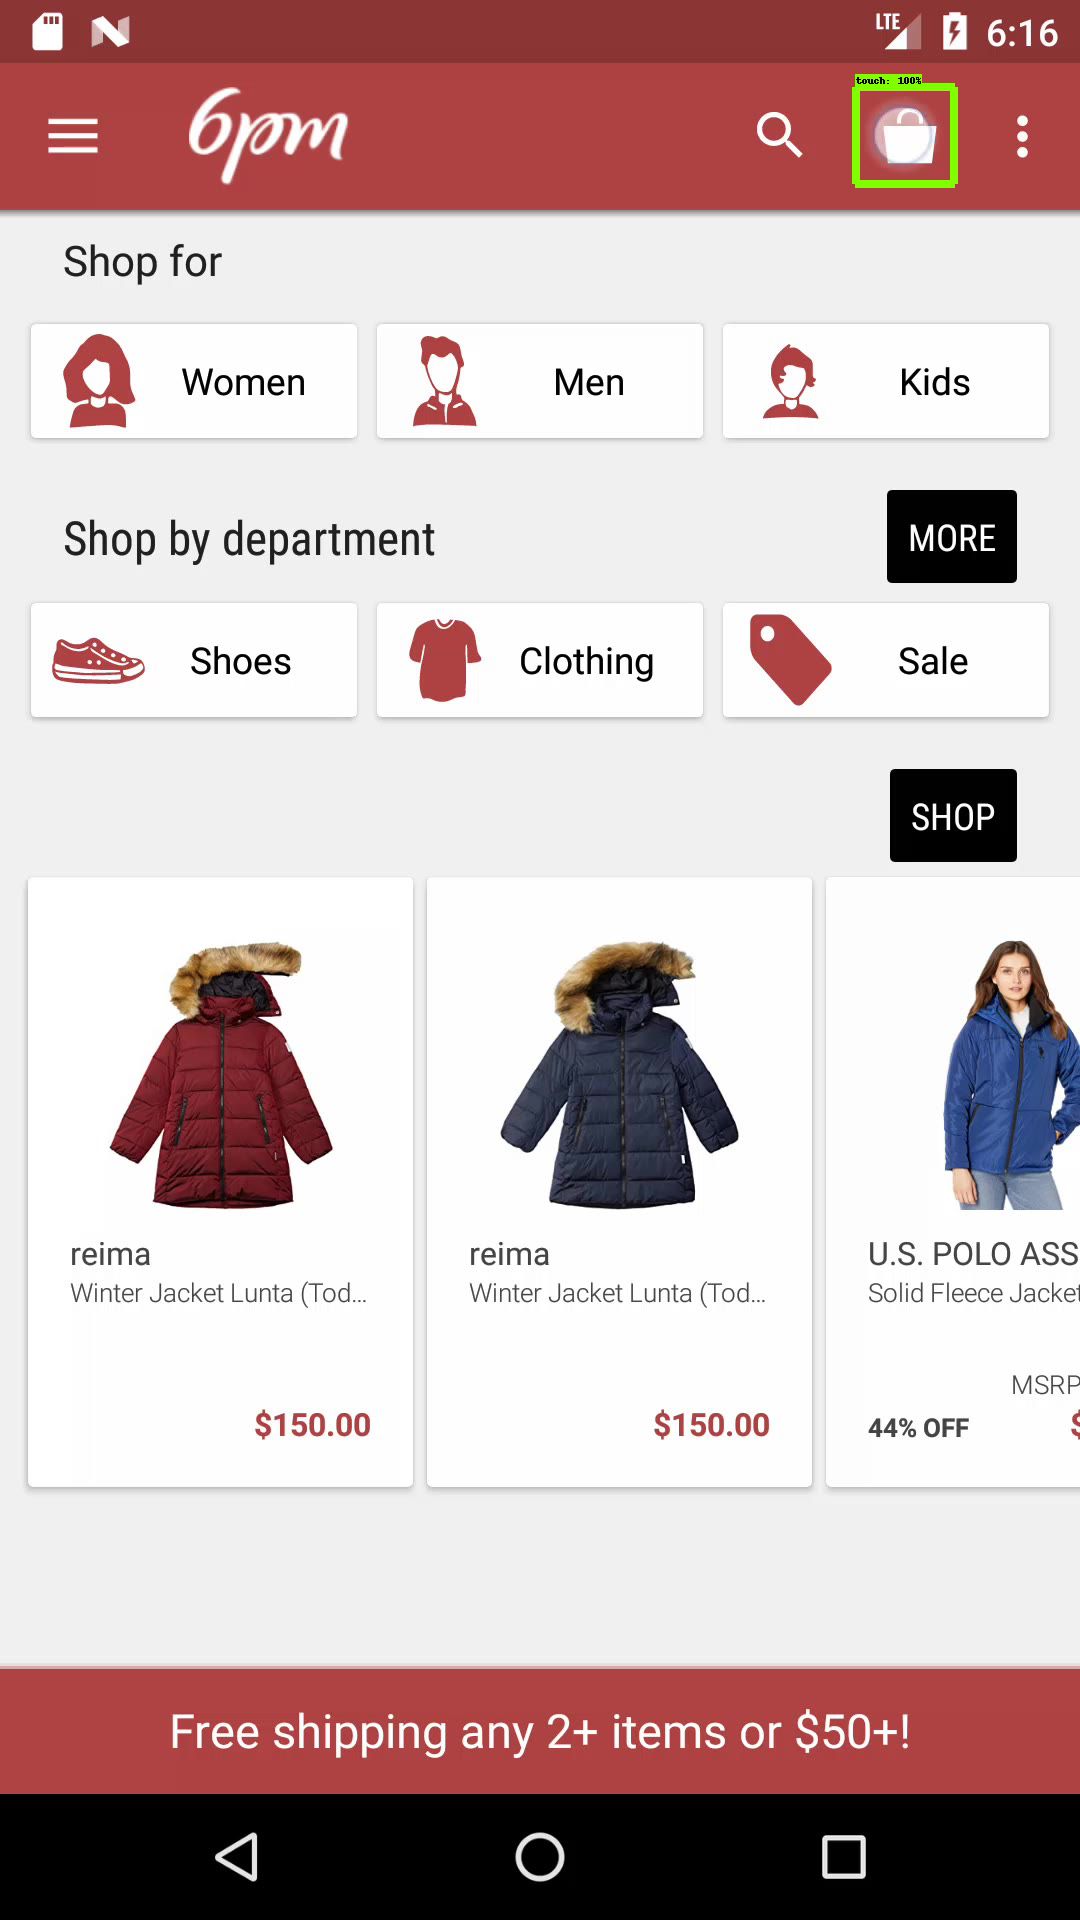 LTE 6:16
touch: 100%
6pm
Shop for
Women Men Kids
Shop by department MORE
Shoes Clothing Sale
SHOP
reima reima U.S. POLO ASS
Winter Jacket Lunta (Tod... Winter Jacket Lunta (Tod... Solid Fleece Jacket
MSRP
$150.00 $150.00 44% OFF $
Free shipping any 2+ items or $50+!